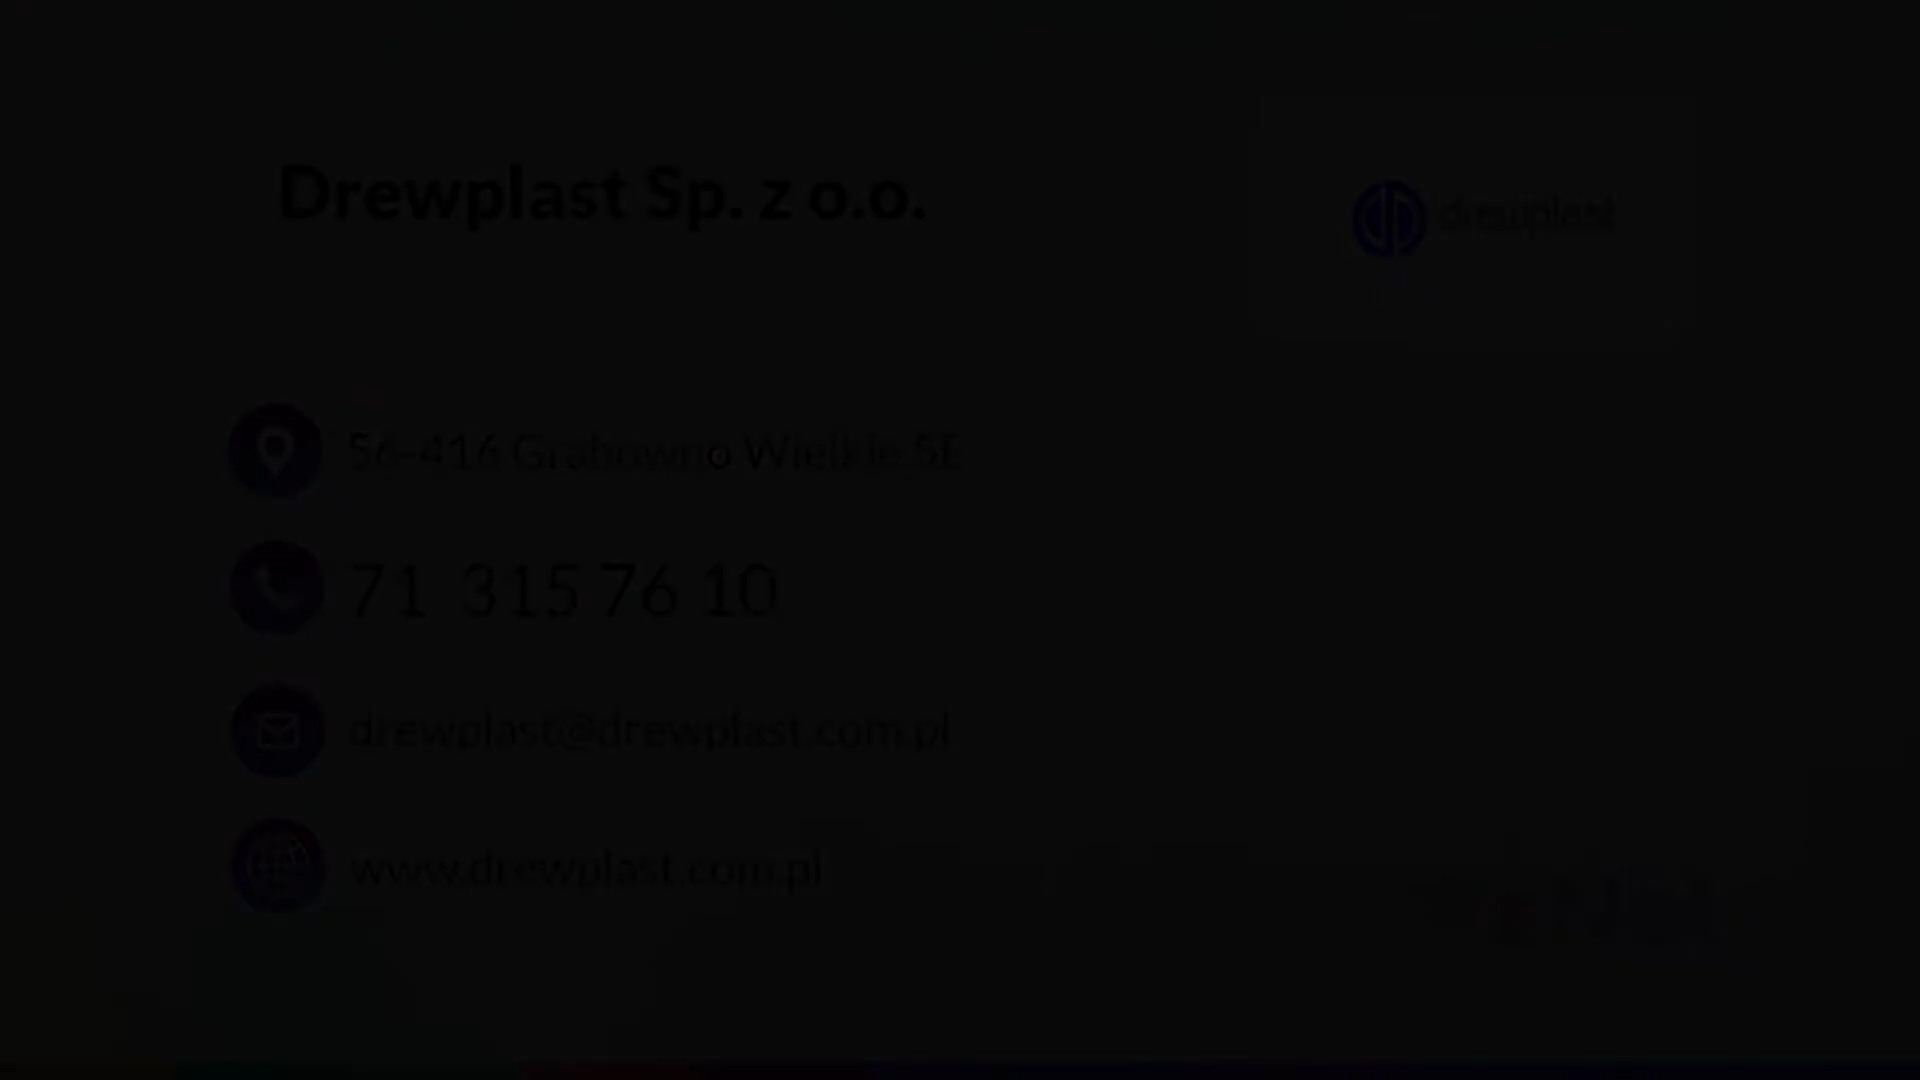 Drewplast Sp. z o.o.
drewplast
56-416 Grabowno Wielkie 5E
71 315 76 10
drewplast@drewplast.com.pl
www.drewplast.com.pl